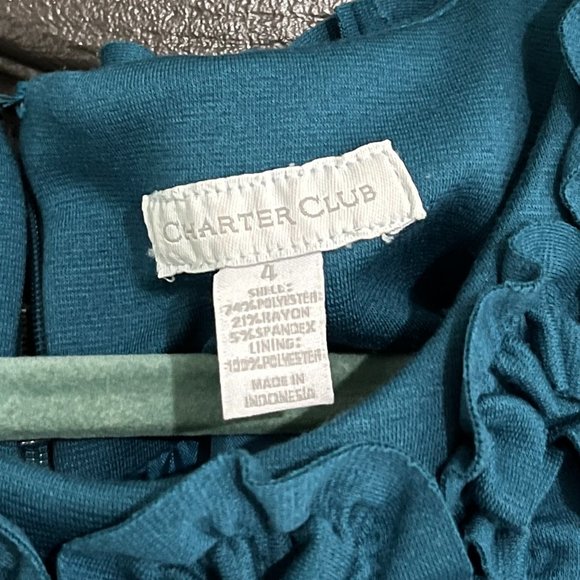 CHARTER CLUB
4
SHELL:
74%POLYESTER
21%RAYON
5%SPANDEX
LINING:
100%POLYESTER
MADE IN
INDONESIA